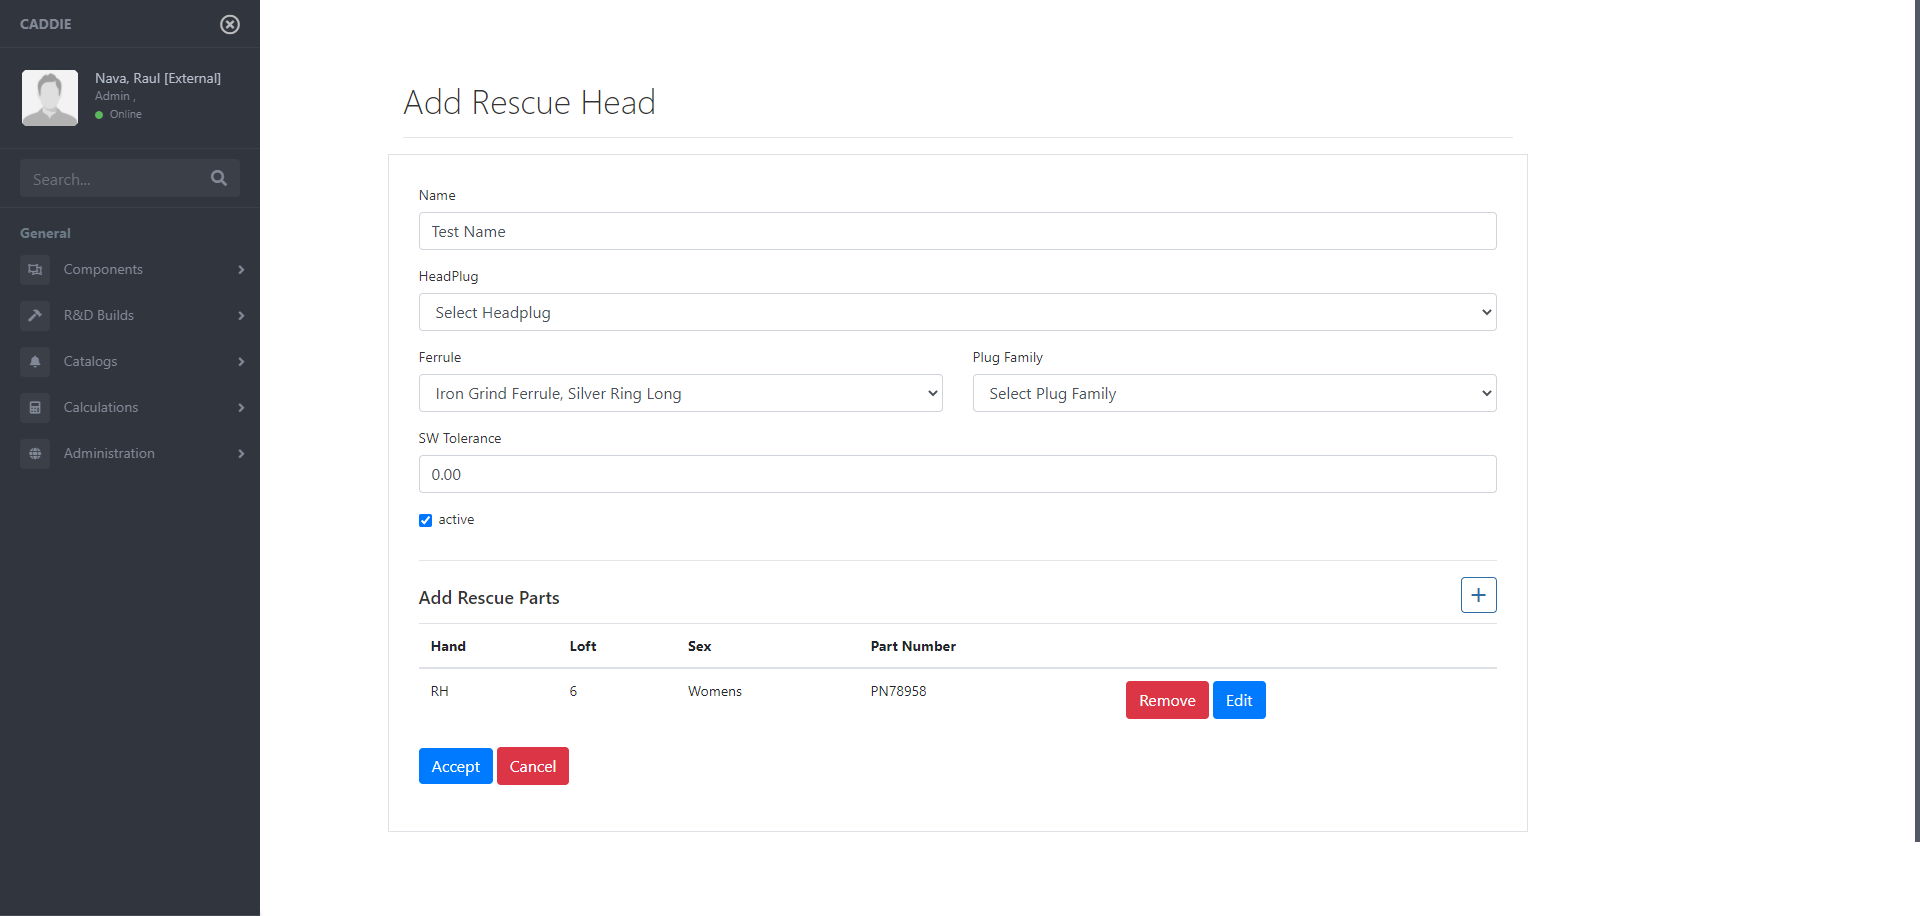 CADDIE
Nava, Raul [External]
Admin ,
Online
Search...
General
Components
R&D Builds
Catalogs
Calculations
Administration
Add Rescue Head
Name
Test Name
HeadPlug
Select Headplug
Ferrule
Plug Family
Iron Grind Ferrule, Silver Ring Long
Select Plug Family
SW Tolerance
0.00
active
Add Rescue Parts
Hand Loft Sex Part Number
RH 6 Womens PN78958 Remove Edit
Accept Cancel